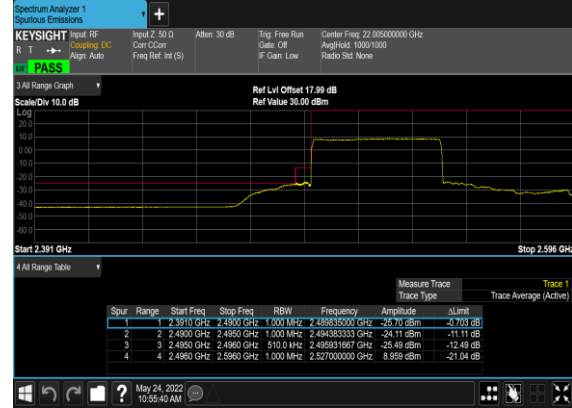 Spectrum Analyzer 1
Spurious Emissions
KEYSIGHT Input: RF Input Z: 50 Ω Atten: 30 dB Trig: Free Run Center Freq: 22.005000000 GHz
R T Coupling: DC Corr CCorr Gate: Off Avg|Hold: 1000/1000
Align: Auto Freq Ref: Int (S) IF Gain: Low Radio Std: None
PASS
3 All Range Graph
Ref Lvl Offset 17.99 dB
Scale/Div 10.0 dB Ref Value 30.00 dBm
Log
20.0
10.0
0.00
-10.0
-20.0
-30.0
-40.0
-50.0
-60.0
Start 2.391 GHz Stop 2.596 GHz
4 All Range Table
Measure Trace Trace 1
Trace Type Trace Average (Active)
Spur Range Start Freq Stop Freq RBW Frequency Amplitude ΔLimit
1 1 2.3910 GHz 2.4900 GHz 1.000 MHz 2.489835000 GHz -25.70 dBm -0.703 dB
2 2 2.4900 GHz 2.4950 GHz 1.000 MHz 2.494383333 GHz -24.11 dBm -11.11 dB
3 3 2.4950 GHz 2.4960 GHz 510.0 kHz 2.495931667 GHz -25.49 dBm -12.49 dB
4 4 2.4960 GHz 2.5960 GHz 1.000 MHz 2.527000000 GHz 8.959 dBm -21.04 dB
May 24, 2022
10:55:40 AM